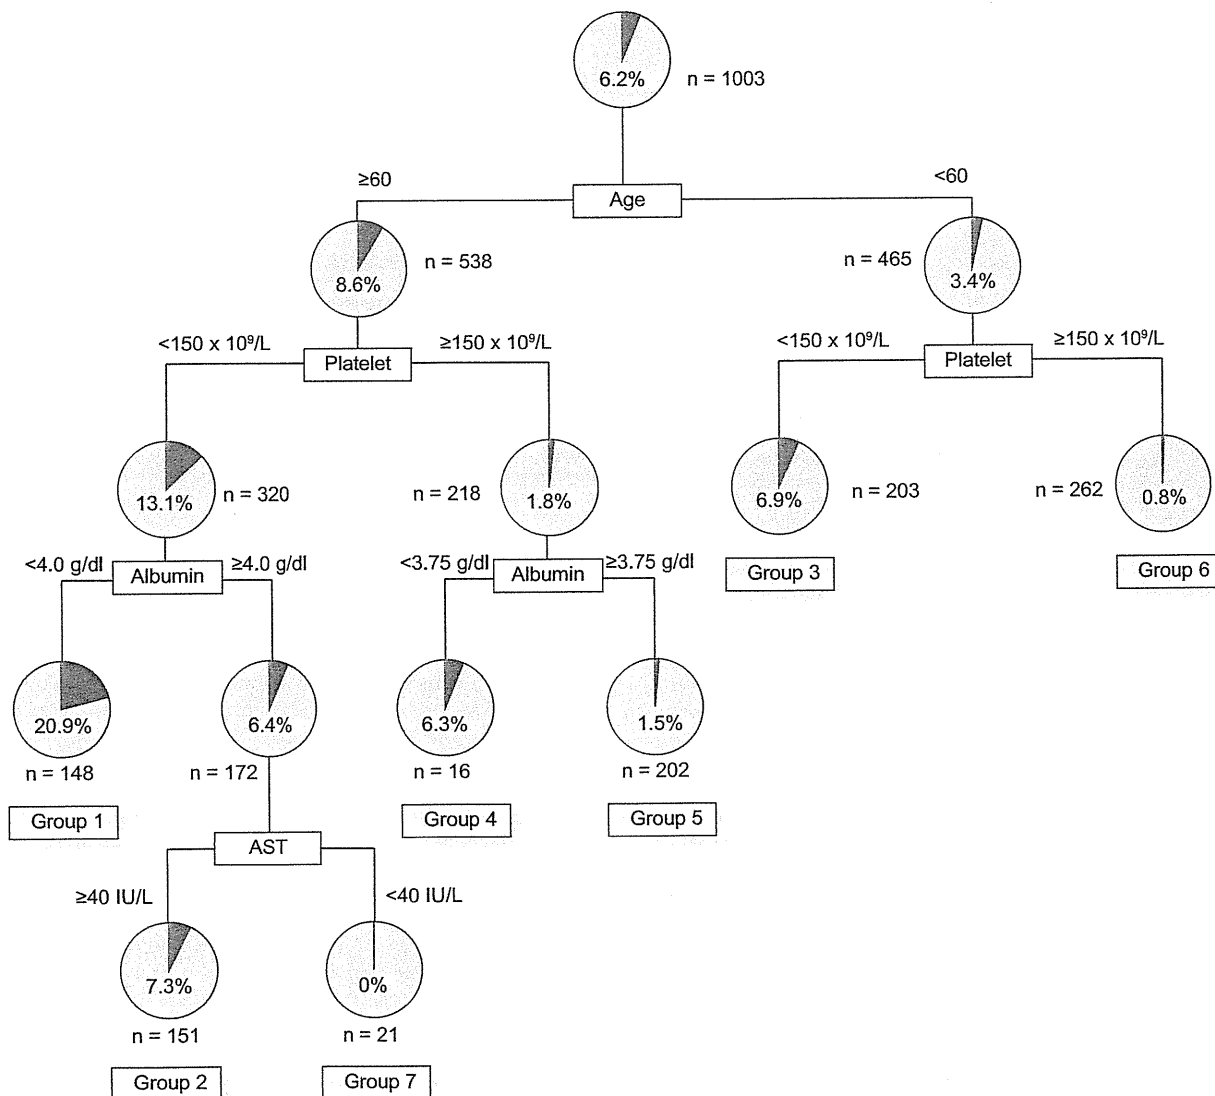 6.2%
n = 1003
≥60
<60
Age
8.6%
n = 538
n = 465
3.4%
<150 x 10⁹/L
≥150 x 10⁹/L
Platelet
<150 x 10⁹/L
≥150 x 10⁹/L
Platelet
13.1%
n = 320
n = 218
1.8%
6.9%
n = 203
n = 262
0.8%
<4.0 g/dl
≥4.0 g/dl
Albumin
<3.75 g/dl
≥3.75 g/dl
Albumin
Group 3
Group 6
20.9%
6.4%
6.3%
1.5%
n = 148
n = 172
n = 16
n = 202
Group 1
Group 4
Group 5
AST
≥40 IU/L
<40 IU/L
7.3%
0%
n = 151
n = 21
Group 2
Group 7